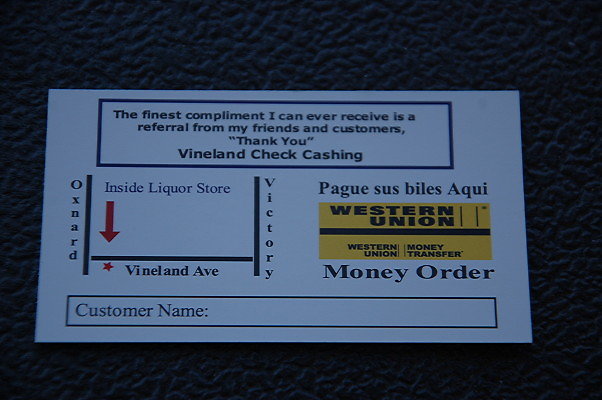 The finest compliment I can ever receive is a
referral from my friends and customers,
"Thank You"
Vineland Check Cashing
Oxnard
Inside Liquor Store
Vineland Ave
Victory
Pague sus biles Aqui
WESTERN
UNION
WESTERN UNION
MONEY TRANSFER
Money Order
Customer Name: